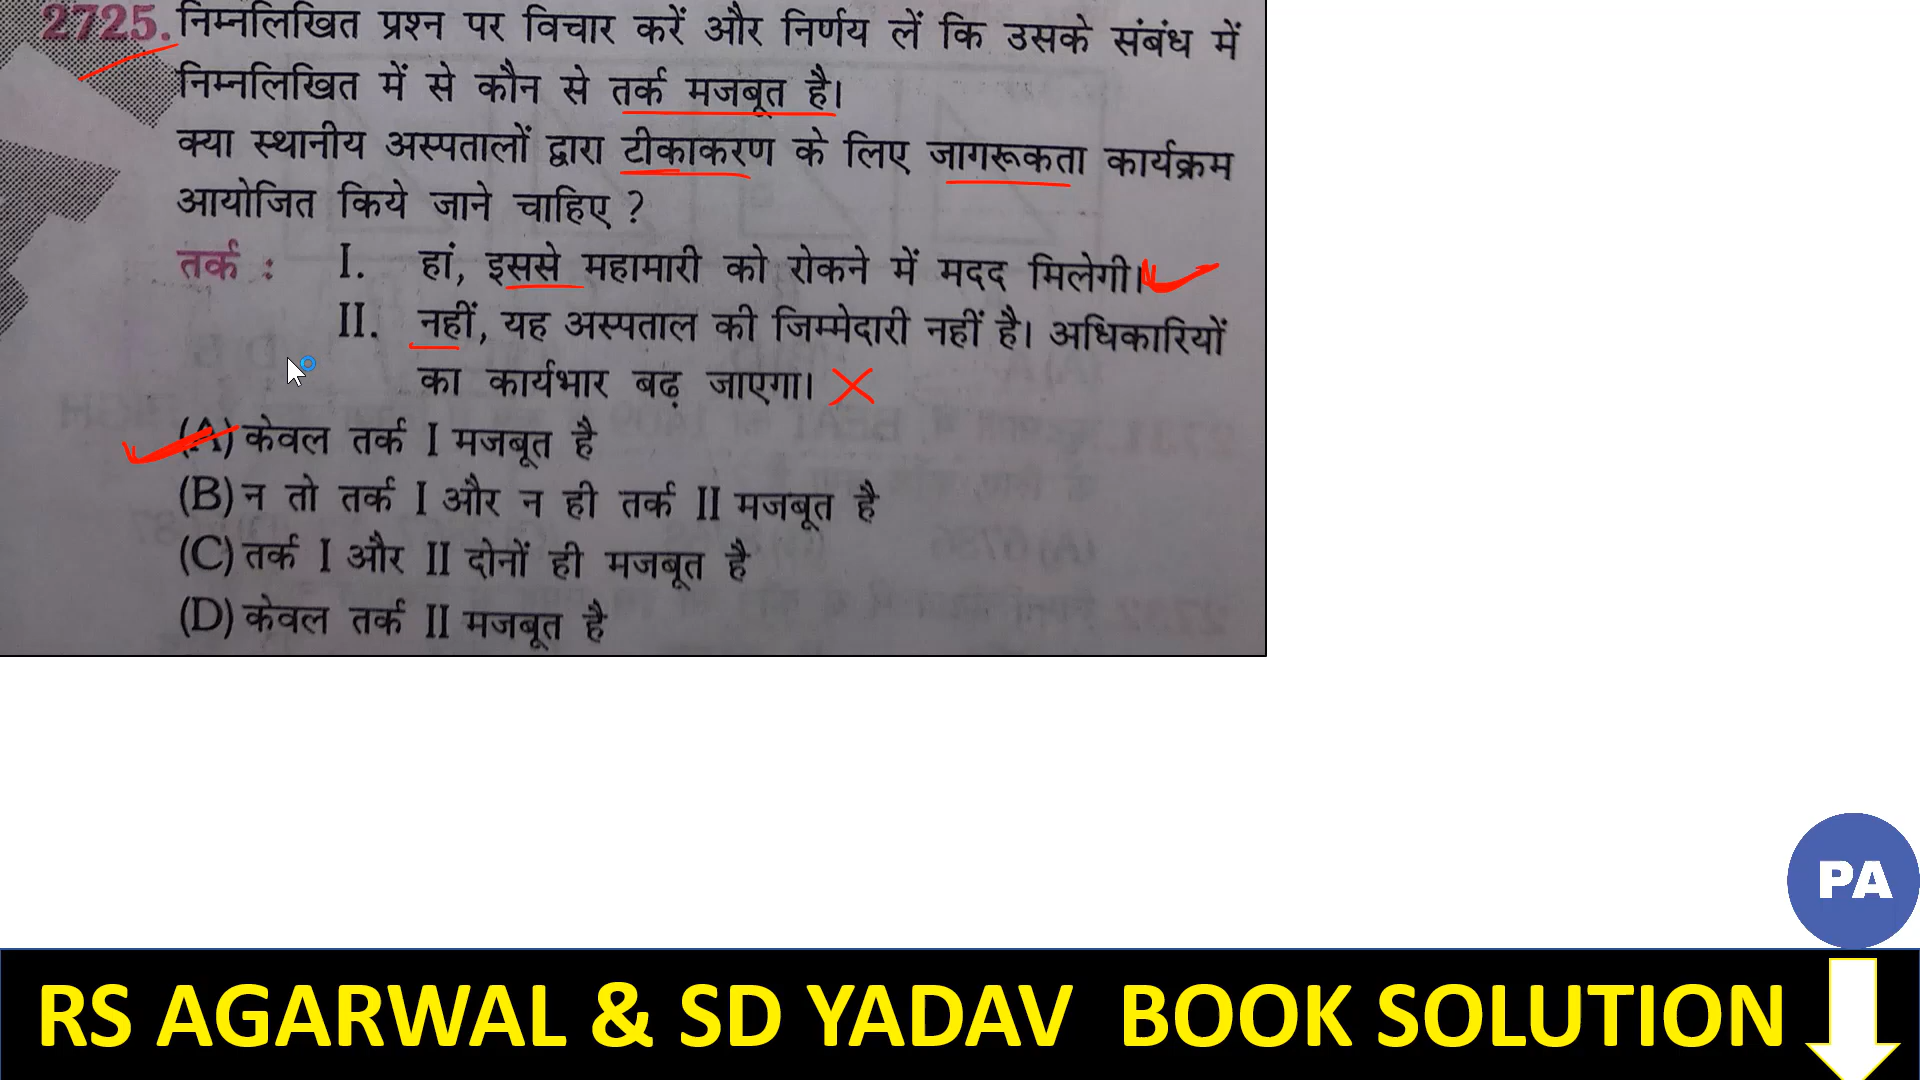 2725. निम्नलिखित प्रश्न पर विचार करें और निर्णय लें कि उसके संबंध में
निम्नलिखित में से कौन से तर्क मजबूत है।
क्या स्थानीय अस्पतालों द्वारा टीकाकरण के लिए जागरूकता कार्यक्रम
आयोजित किये जाने चाहिए ?
तर्क : I. हां, इससे महामारी को रोकने में मदद मिलेगी।
II. नहीं, यह अस्पताल की जिम्मेदारी नहीं है। अधिकारियों
का कार्यभार बढ़ जाएगा।
(A) केवल तर्क I मजबूत है
(B) न तो तर्क I और न ही तर्क II मजबूत है
(C) तर्क I और II दोनों ही मजबूत है
(D) केवल तर्क II मजबूत है
PA
RS AGARWAL & SD YADAV BOOK SOLUTION